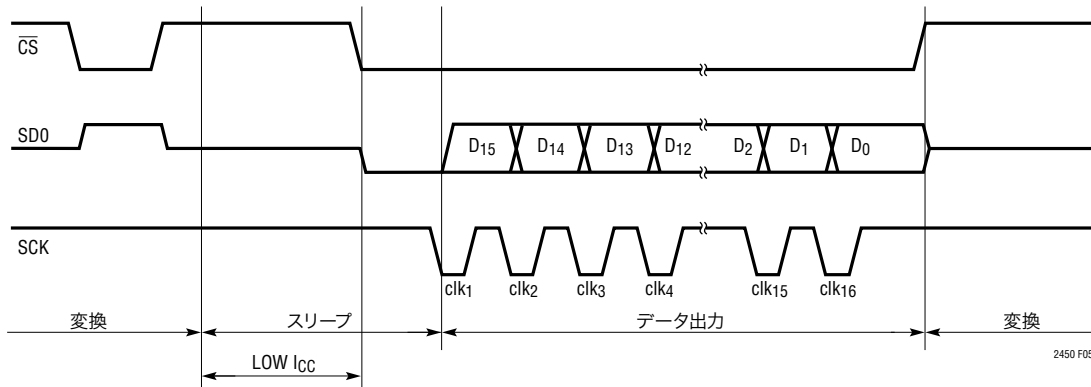 CS
SD0
D15 D14 D13 D12 D2 D1 D0
SCK
clk1 clk2 clk3 clk4 clk15 clk16
変換 スリープ データ出力 変換
LOW ICC
2450 F05